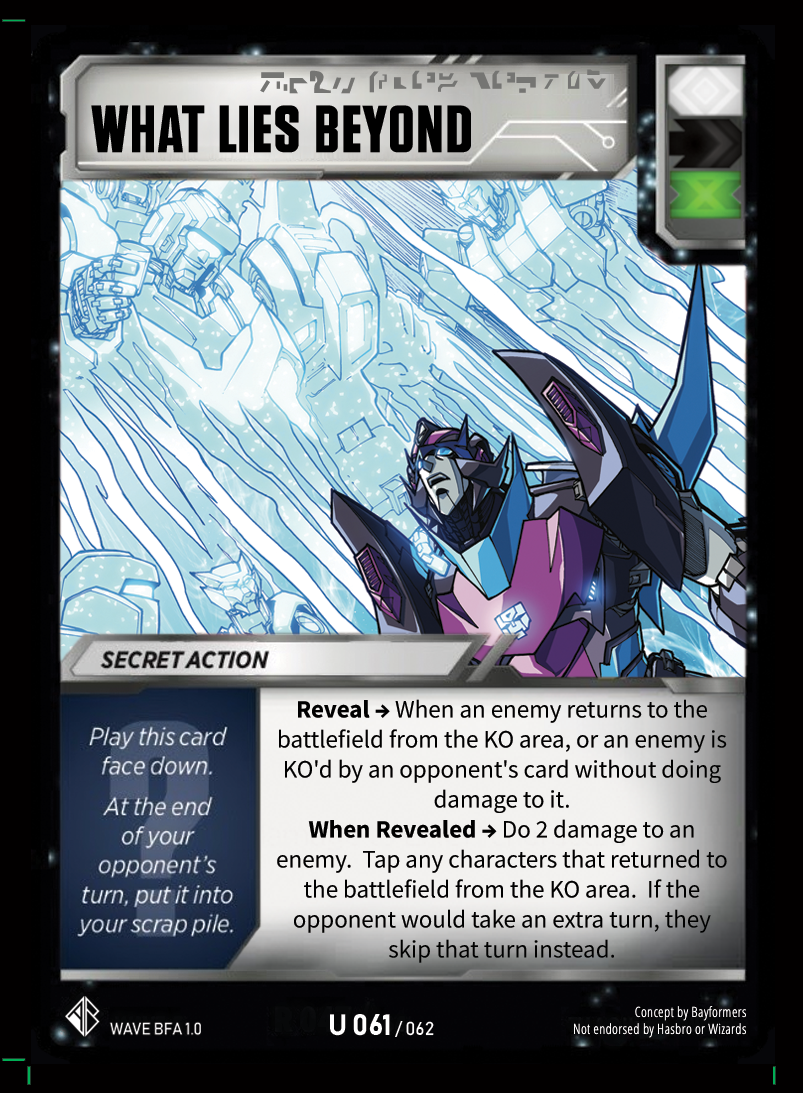 WHAT LIES BEYOND
SECRET ACTION
Play this card
face down.
At the end
of your
opponent's
turn, put it into
your scrap pile.
Reveal → When an enemy returns to the
battlefield from the KO area, or an enemy is
KO'd by an opponent's card without doing
damage to it.
When Revealed → Do 2 damage to an
enemy.  Tap any characters that returned to
the battlefield from the KO area.  If the
opponent would take an extra turn, they
skip that turn instead.
WAVE BFA 1.0
U 061 / 062
Concept by Bayformers
Not endorsed by Hasbro or Wizards